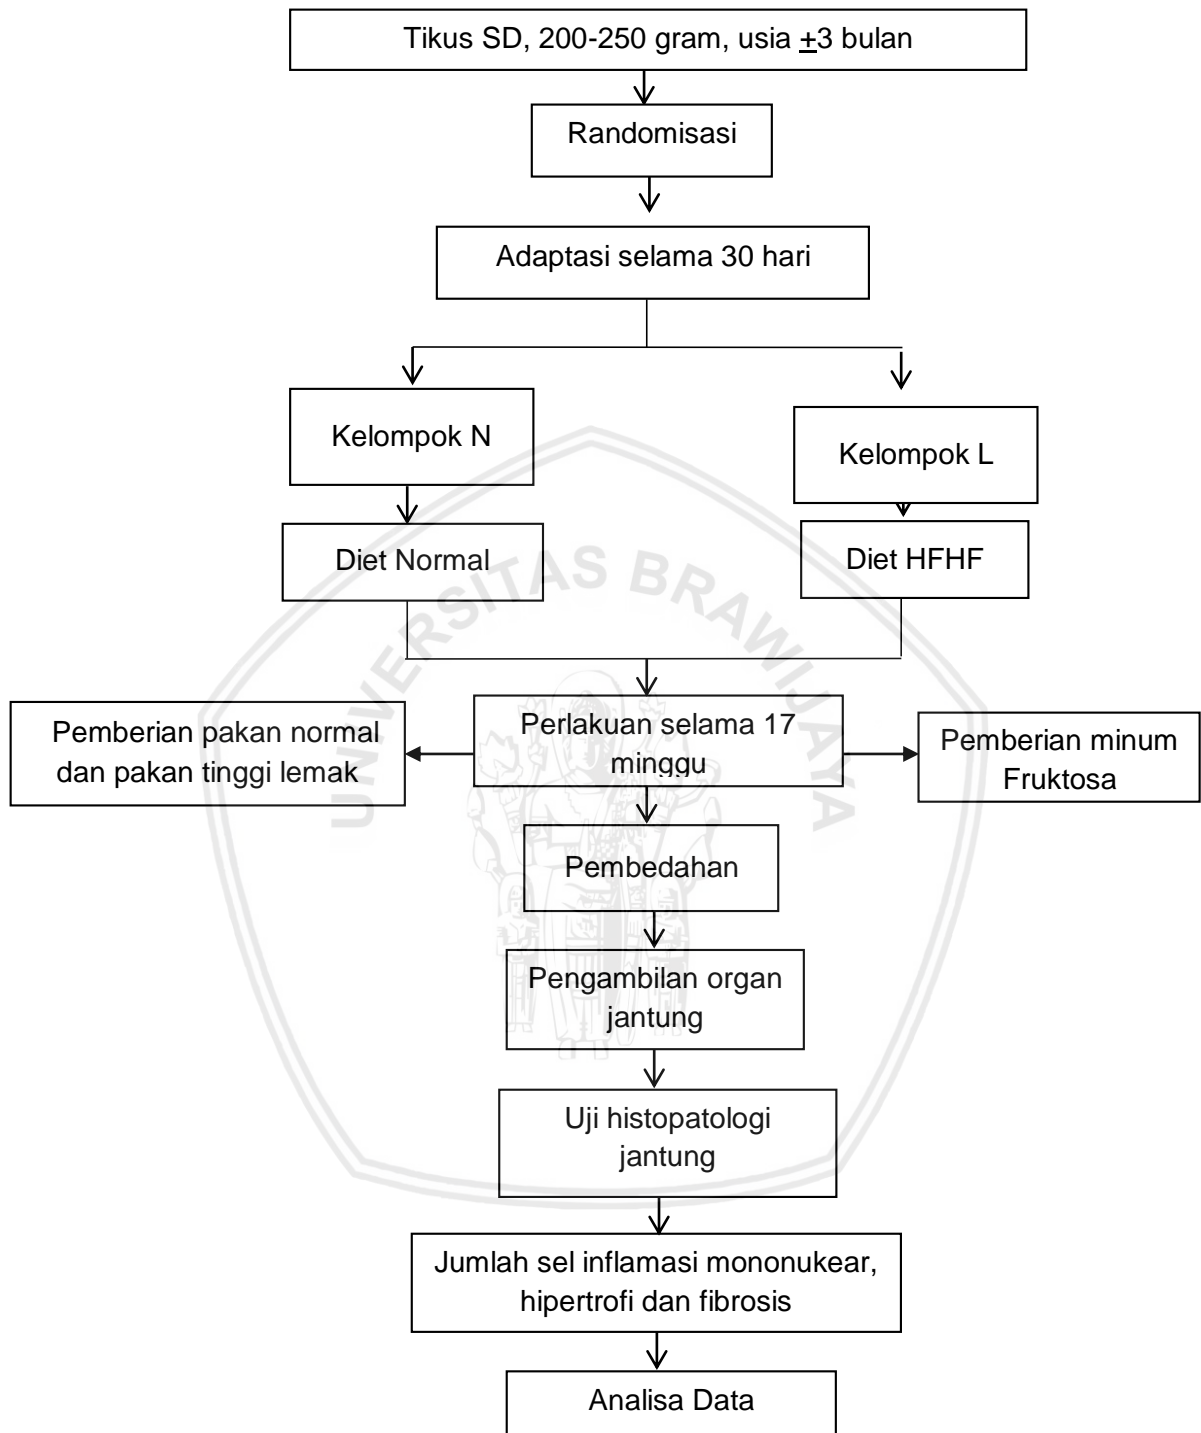 Tikus SD, 200-250 gram, usia ±3 bulan
Randomisasi
Adaptasi selama 30 hari
Kelompok N
Kelompok L
Diet Normal
Diet HFHF
UNIVERSITAS BRAWIJAYA
Pemberian pakan normal
dan pakan tinggi lemak
Perlakuan selama 17
minggu
Pemberian minum
Fruktosa
Pembedahan
Pengambilan organ
jantung
Uji histopatologi
jantung
Jumlah sel inflamasi mononukear,
hipertrofi dan fibrosis
Analisa Data